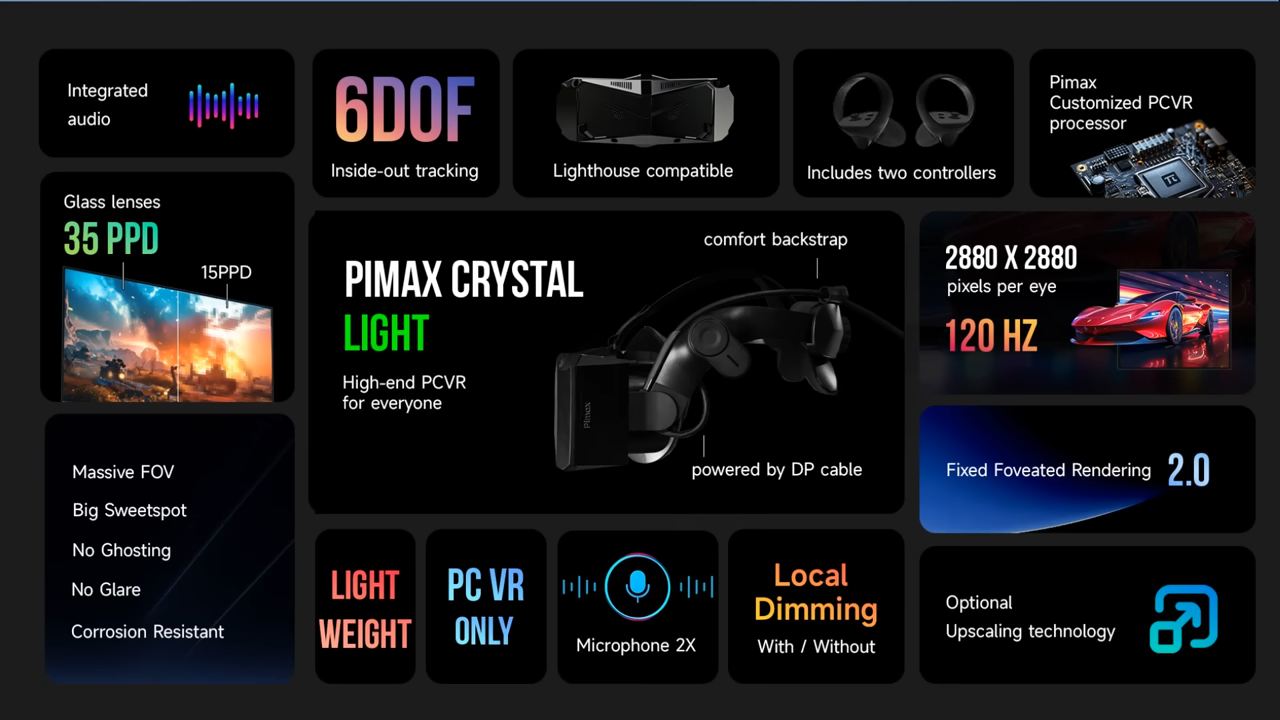 Integrated
audio
6DOF
Inside-out tracking
Lighthouse compatible
Includes two controllers
Pimax
Customized PCVR
processor
Glass lenses
35 PPD
15PPD
PIMAX CRYSTAL
LIGHT
High-end PCVR
for everyone
comfort backstrap
Pimax
powered by DP cable
2880 X 2880
pixels per eye
120 HZ
Massive FOV
Big Sweetspot
No Ghosting
No Glare
Corrosion Resistant
Fixed Foveated Rendering 2.0
LIGHT
WEIGHT
PC VR
ONLY
Microphone 2X
Local
Dimming
With / Without
Optional
Upscaling technology